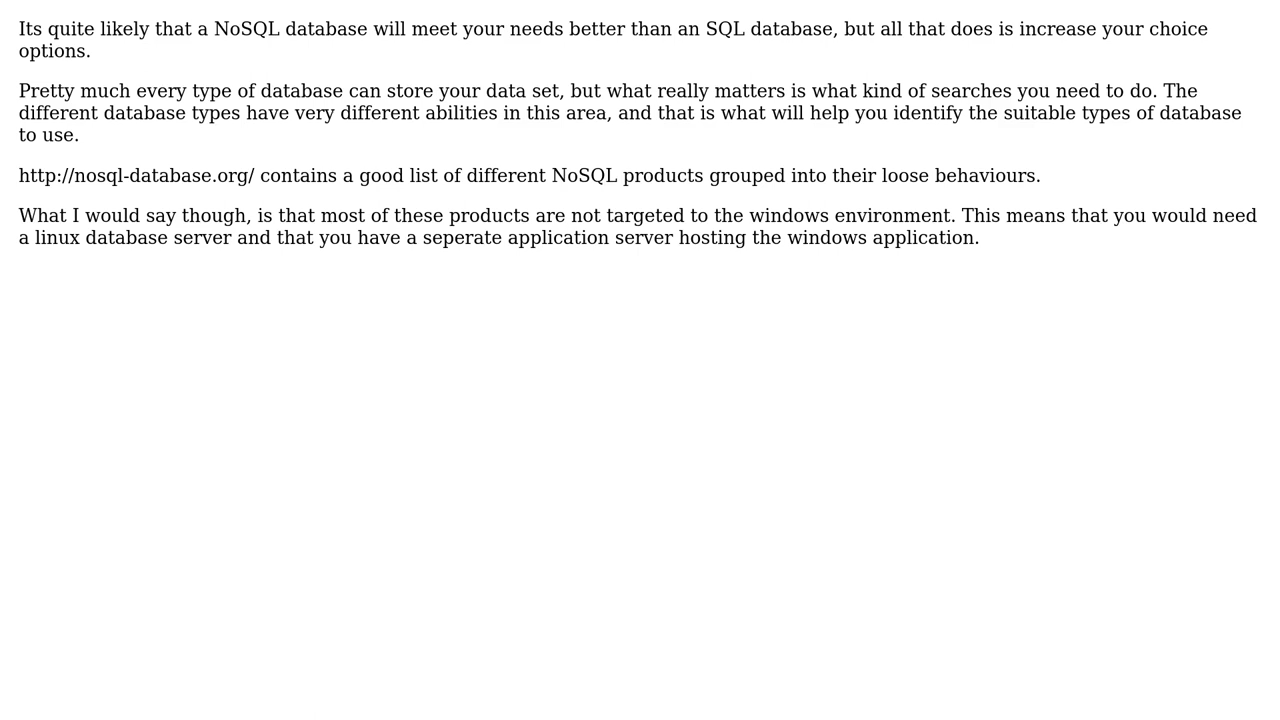 Its quite likely that a NoSQL database will meet your needs better than an SQL database, but all that does is increase your choice
options.
Pretty much every type of database can store your data set, but what really matters is what kind of searches you need to do. The
different database types have very different abilities in this area, and that is what will help you identify the suitable types of database
to use.
http://nosql-database.org/ contains a good list of different NoSQL products grouped into their loose behaviours.
What I would say though, is that most of these products are not targeted to the windows environment. This means that you would need
a linux database server and that you have a seperate application server hosting the windows application.